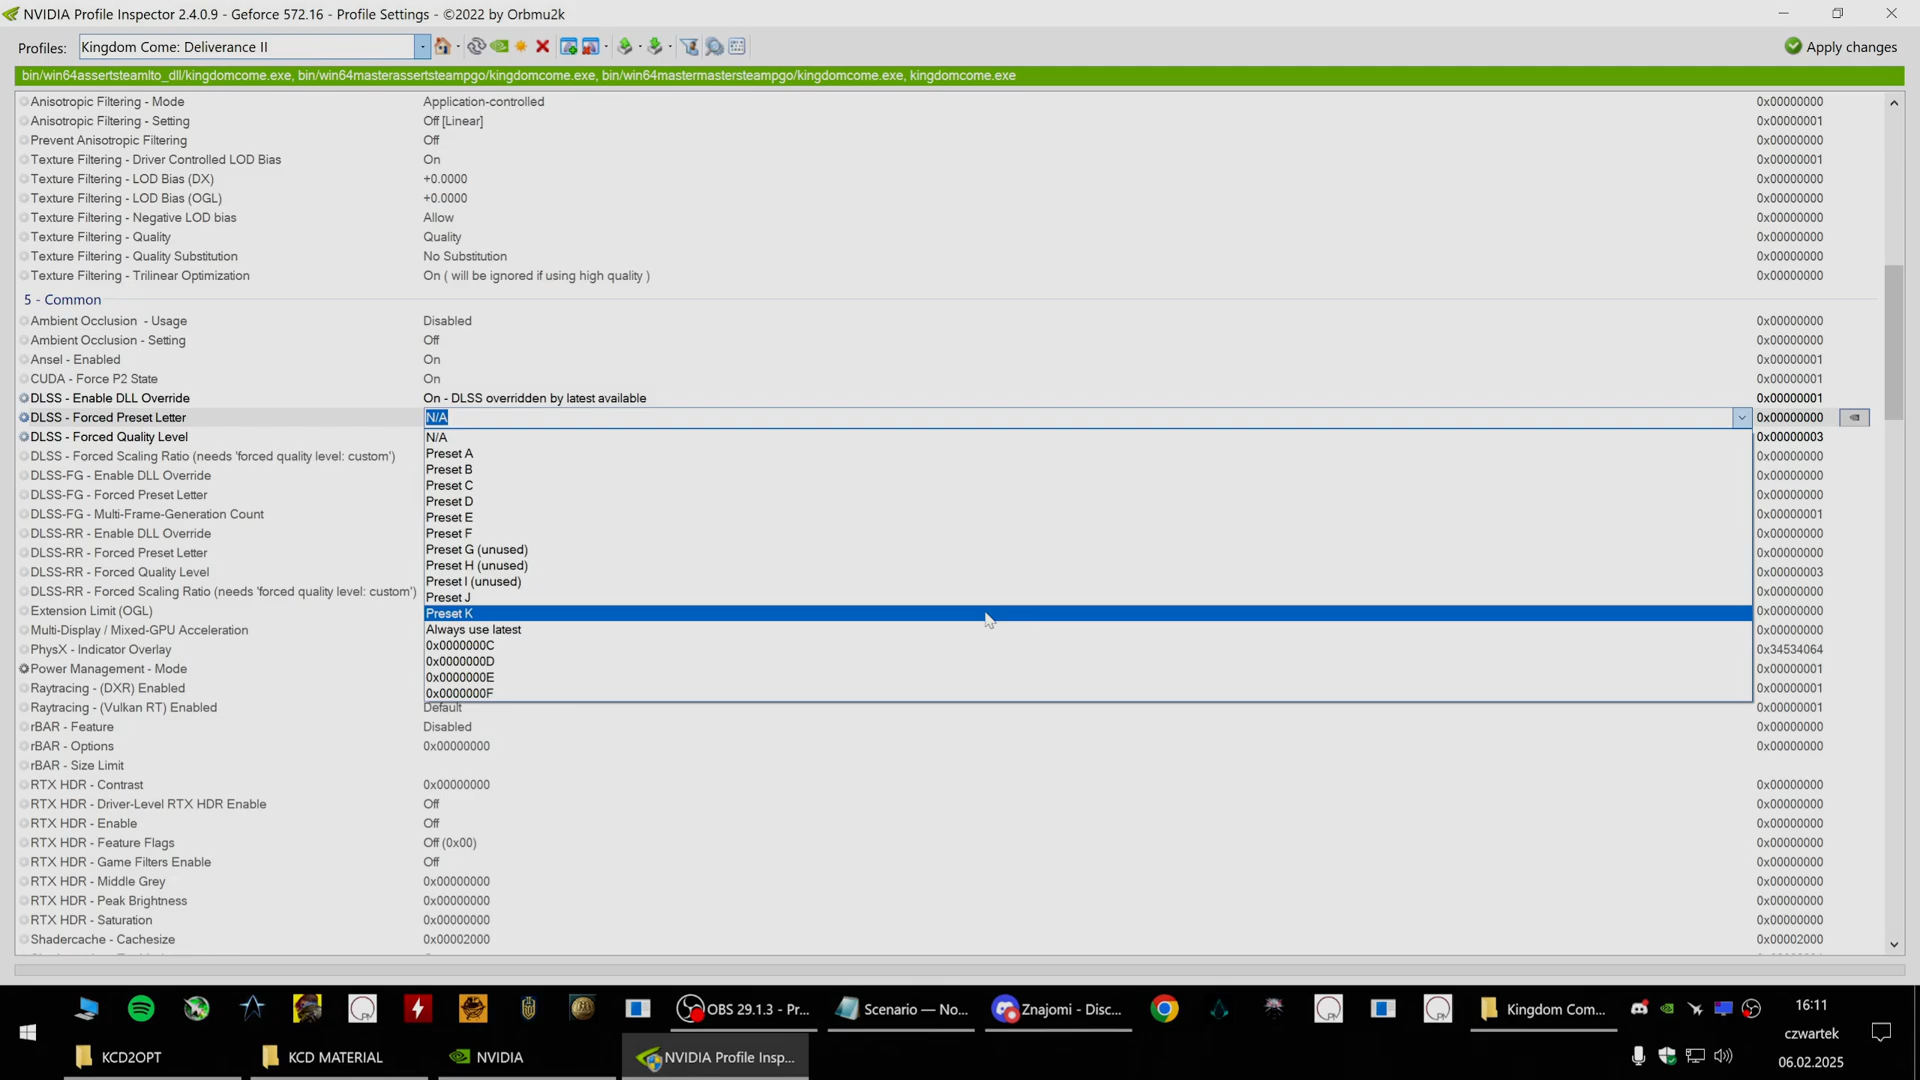 NVIDIA Profile Inspector 2.4.0.9 - Geforce 572.16 - Profile Settings - ©2022 by Orbmu2k
Profiles: Kingdom Come: Deliverance II Apply changes
bin/win64assertsteamlto_dll/kingdomcome.exe, bin/win64masterassertsteampgo/kingdomcome.exe, bin/win64mastermastersteampgo/kingdomcome.exe, kingdomcome.exe
Anisotropic Filtering - Mode Application-controlled 0x00000000
Anisotropic Filtering - Setting Off [Linear] 0x00000001
Prevent Anisotropic Filtering Off 0x00000000
Texture Filtering - Driver Controlled LOD Bias On 0x00000001
Texture Filtering - LOD Bias (DX) +0.0000 0x00000000
Texture Filtering - LOD Bias (OGL) +0.0000 0x00000000
Texture Filtering - Negative LOD bias Allow 0x00000000
Texture Filtering - Quality Quality 0x00000000
Texture Filtering - Quality Substitution No Substitution 0x00000000
Texture Filtering - Trilinear Optimization On ( will be ignored if using high quality ) 0x00000000
5 - Common
Ambient Occlusion - Usage Disabled 0x00000000
Ambient Occlusion - Setting Off 0x00000000
Ansel - Enabled On 0x00000001
CUDA - Force P2 State On 0x00000000
DLSS - Enable DLL Override On - DLSS overridden by latest available 0x00000001
DLSS - Forced Preset Letter N/A 0x00000000
DLSS - Forced Quality Level N/A 0x00000003
DLSS - Forced Scaling Ratio (needs 'forced quality level: custom') Preset A 0x00000000
Preset B
DLSS-FG - Enable DLL Override Preset C 0x00000000
DLSS-FG - Forced Preset Letter Preset D 0x00000000
DLSS-FG - Multi-Frame-Generation Count Preset E 0x00000001
DLSS-RR - Enable DLL Override Preset F 0x00000000
DLSS-RR - Forced Preset Letter Preset G (unused) 0x00000000
DLSS-RR - Forced Quality Level Preset H (unused) 0x00000003
DLSS-RR - Forced Scaling Ratio (needs 'forced quality level: custom') Preset I (unused) 0x00000000
Preset J
Extension Limit (OGL) Preset K 0x00000000
Multi-Display / Mixed-GPU Acceleration Always use latest 0x00000000
PhysX - Indicator Overlay 0x0000000C 0x34534064
Power Management - Mode 0x0000000D 0x00000001
0x0000000E
Raytracing - (DXR) Enabled 0x0000000F 0x00000001
Raytracing - (Vulkan RT) Enabled Default 0x00000001
rBAR - Feature Disabled 0x00000000
rBAR - Options 0x00000000 0x00000000
rBAR - Size Limit
RTX HDR - Contrast 0x00000000 0x00000000
RTX HDR - Driver-Level RTX HDR Enable Off 0x00000000
RTX HDR - Enable Off 0x00000000
RTX HDR - Feature Flags Off (0x00) 0x00000000
RTX HDR - Game Filters Enable Off 0x00000000
RTX HDR - Middle Grey 0x00000000 0x00000000
RTX HDR - Peak Brightness 0x00000000 0x00000000
RTX HDR - Saturation 0x00000000 0x00000000
Shadercache - Cachesize 0x00002000 0x00002000
OBS 29.1.3 - Pr... Scenario — No... Znajomi - Disc... Kingdom Com... 16:11
czwartek
KCD2OPT KCD MATERIAL NVIDIA NVIDIA Profile Insp... 06.02.2025